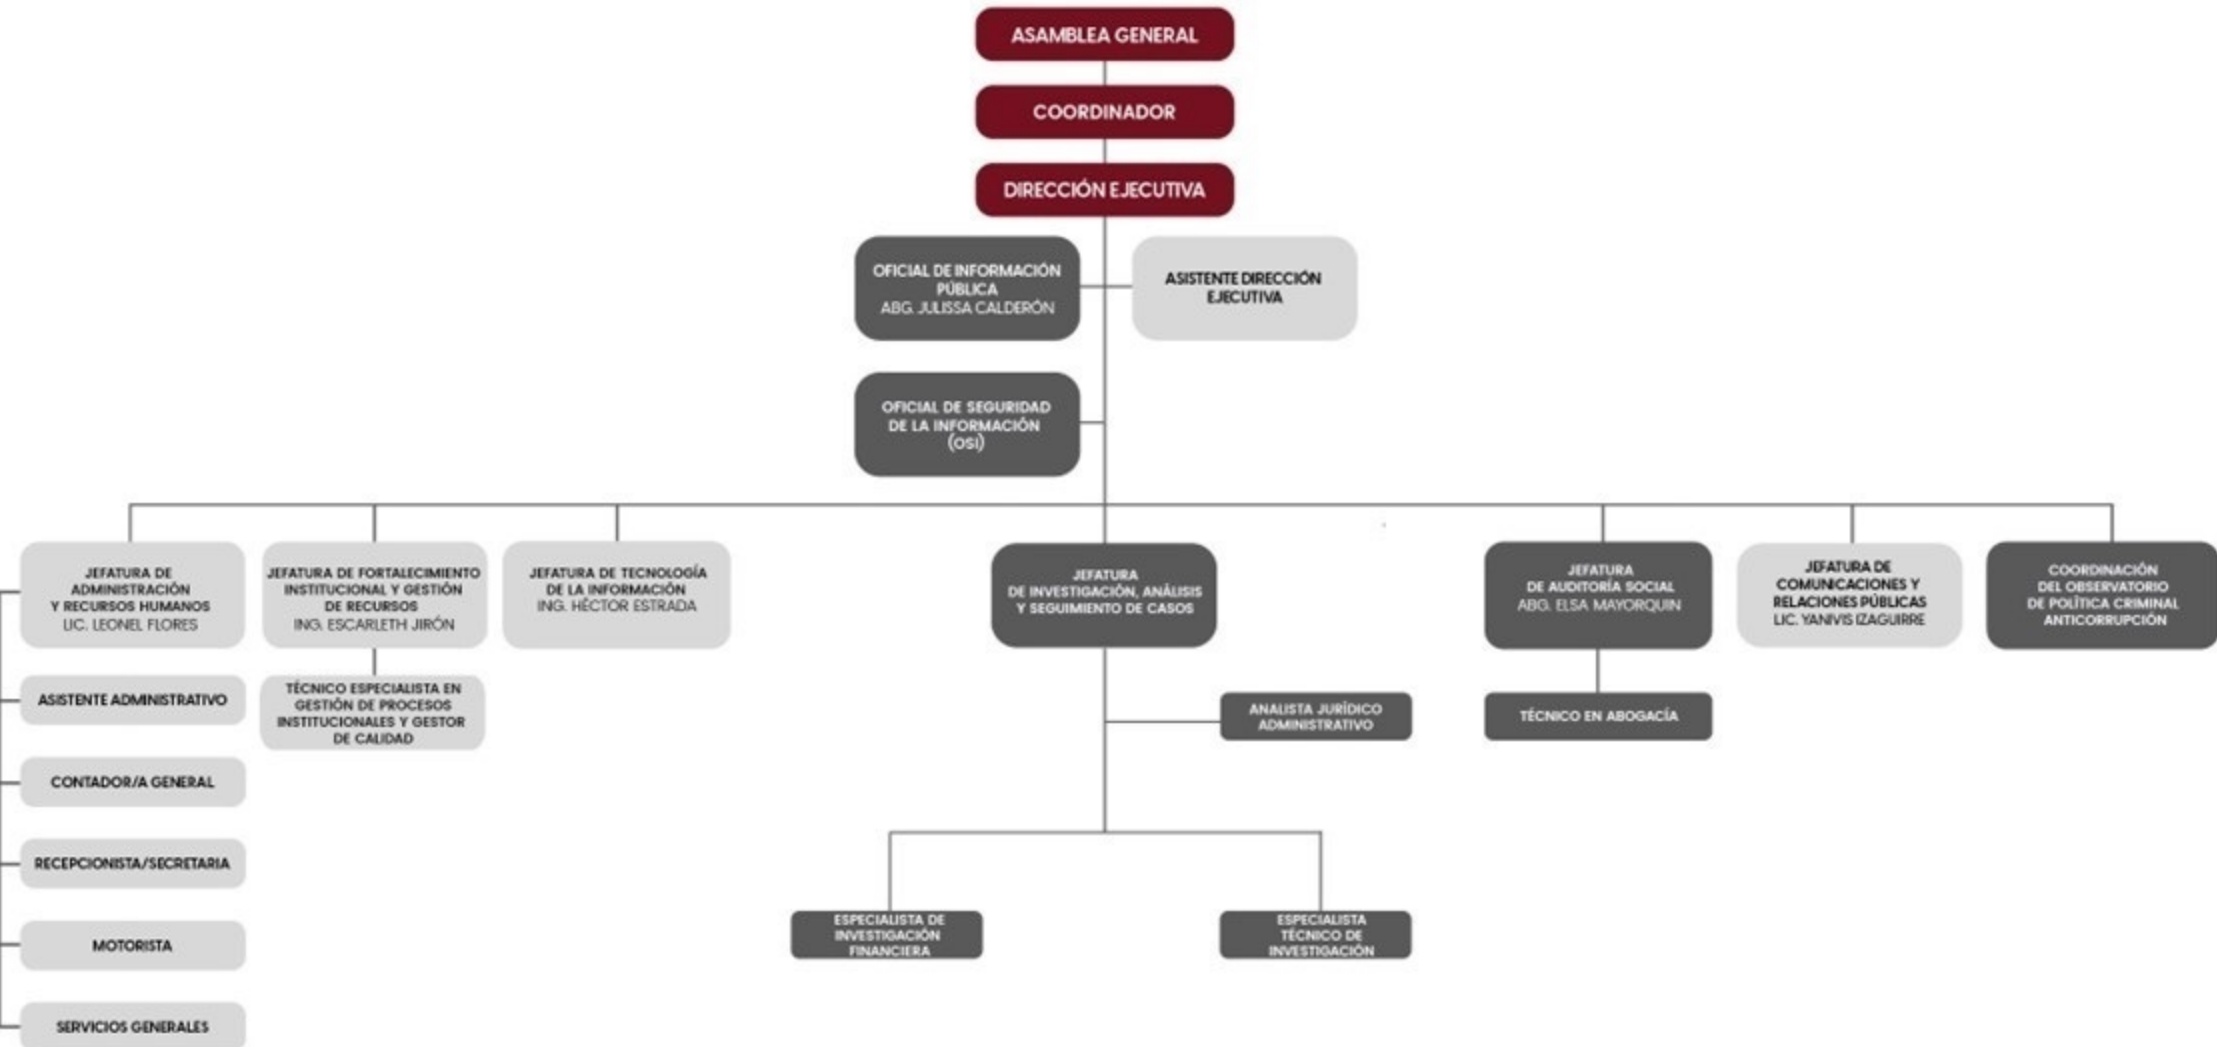 ASAMBLEA GENERAL
COORDINADOR
DIRECCIÓN EJECUTIVA
OFICIAL DE INFORMACIÓN
PÚBLICA
ABG. JULISSA CALDERÓN
ASISTENTE DIRECCIÓN
EJECUTIVA
OFICIAL DE SEGURIDAD
DE LA INFORMACIÓN
(OSI)
JEFATURA DE
ADMINISTRACIÓN
Y RECURSOS HUMANOS
LIC. LEONEL FLORES
JEFATURA DE FORTALECIMIENTO
INSTITUCIONAL Y GESTIÓN
DE RECURSOS
ING. ESCARLETH JIRÓN
JEFATURA DE TECNOLOGÍA
DE LA INFORMACIÓN
ING. HÉCTOR ESTRADA
JEFATURA
DE INVESTIGACIÓN, ANÁLISIS
Y SEGUIMIENTO DE CASOS
JEFATURA
DE AUDITORÍA SOCIAL
ABG. ELSA MAYORQUIN
JEFATURA DE
COMUNICACIONES Y
RELACIONES PÚBLICAS
LIC. YANIVIS IZAGUIRRE
COORDINACIÓN
DEL OBSERVATORIO
DE POLÍTICA CRIMINAL
ANTICORRUPCIÓN
ASISTENTE ADMINISTRATIVO
TÉCNICO ESPECIALISTA EN
GESTIÓN DE PROCESOS
INSTITUCIONALES Y GESTOR
DE CALIDAD
ANALISTA JURÍDICO
ADMINISTRATIVO
TÉCNICO EN ABOGACÍA
CONTADOR/A GENERAL
RECEPCIONISTA/SECRETARIA
ESPECIALISTA DE
INVESTIGACIÓN
FINANCIERA
ESPECIALISTA
TÉCNICO DE
INVESTIGACIÓN
MOTORISTA
SERVICIOS GENERALES